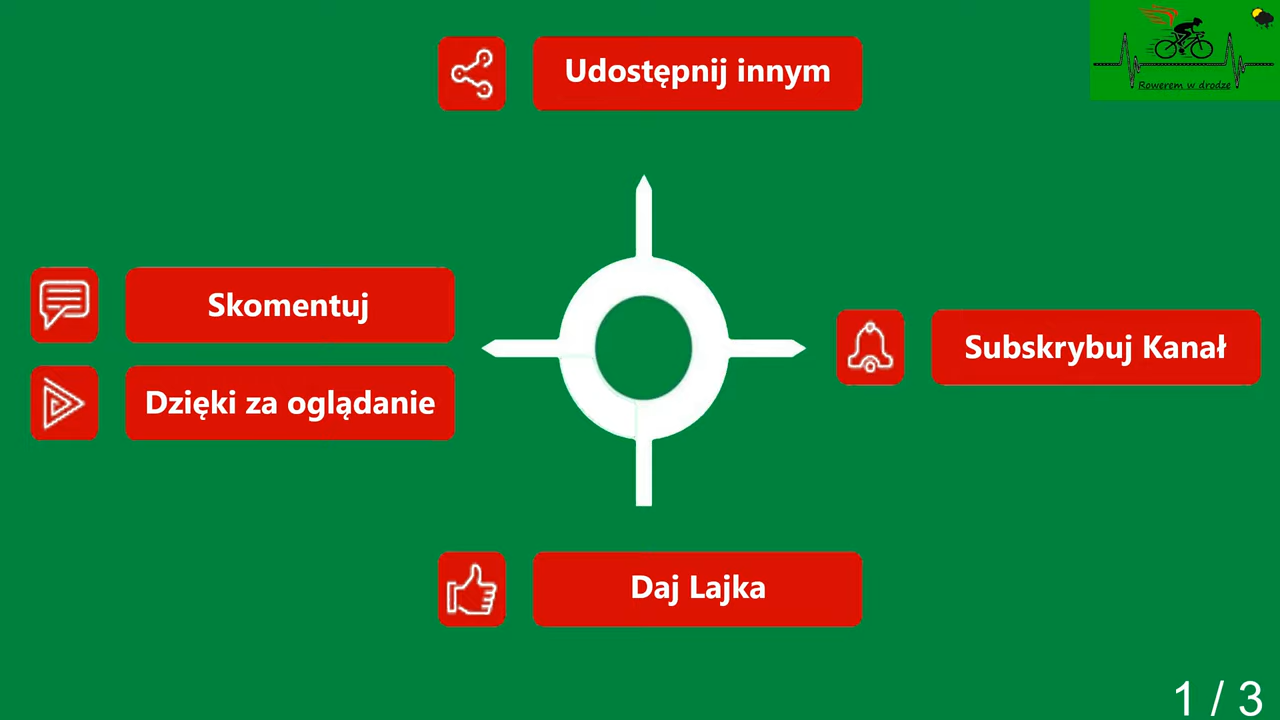 Udostępnij innym
Rowerem w drodze
Skomentuj
Subskrybuj Kanał
Dzięki za oglądanie
Daj Lajka
1 / 3